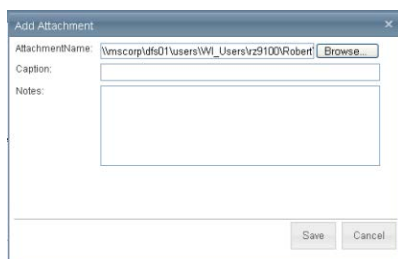 Add Attachment ×
AttachmentName: \\mscorp\dfs01\users\WI_Users\rz9100\Robert' Browse...
Caption:
Notes:
Save Cancel